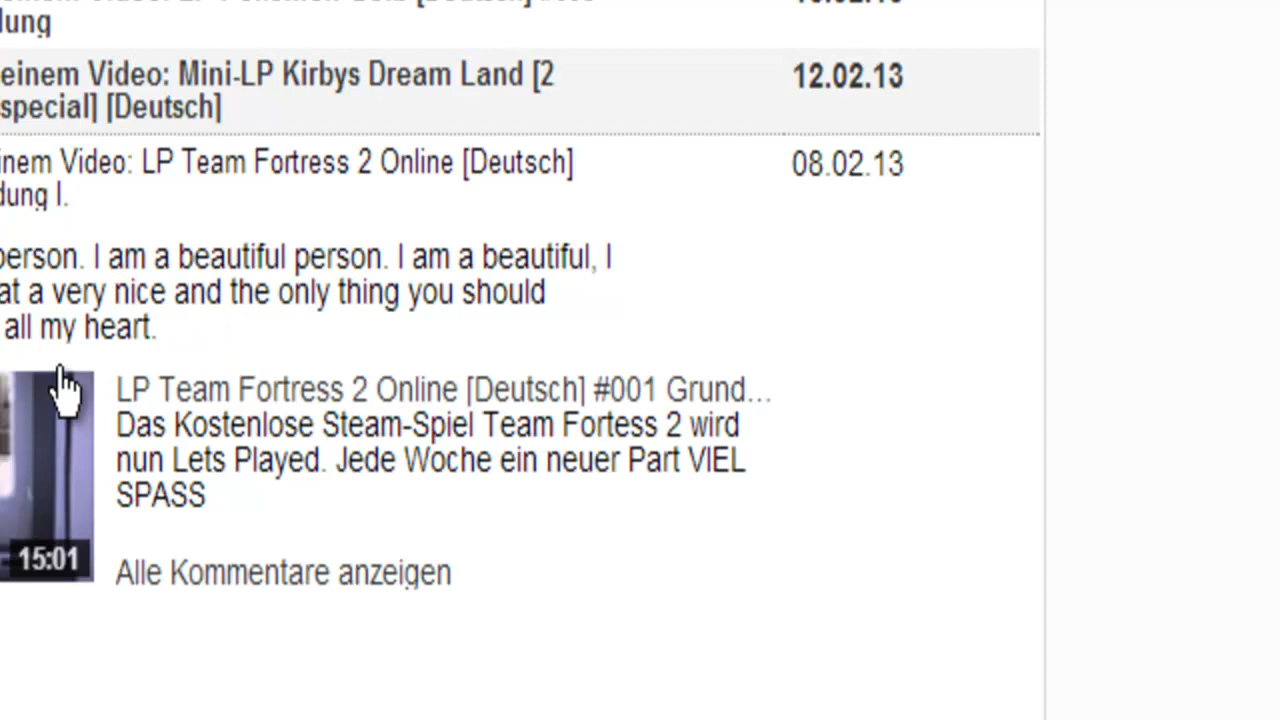 lung
einem Video: Mini-LP Kirbys Dream Land [2
12.02.13
special] [Deutsch]
inem Video: LP Team Fortress 2 Online [Deutsch]
08.02.13
dung I.
person. I am a beautiful person. I am a beautiful, I
at a very nice and the only thing you should
all my heart.
LP Team Fortress 2 Online [Deutsch] #001 Grund...
Das Kostenlose Steam-Spiel Team Fortess 2 wird
nun Lets Played. Jede Woche ein neuer Part VIEL
SPASS
15:01
Alle Kommentare anzeigen